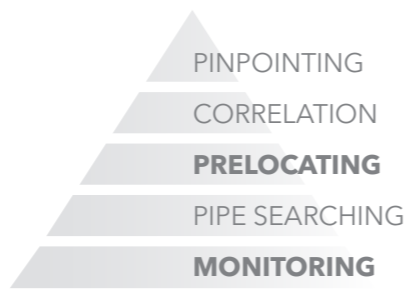 PINPOINTING
CORRELATION
PRELOCATING
PIPE SEARCHING
MONITORING